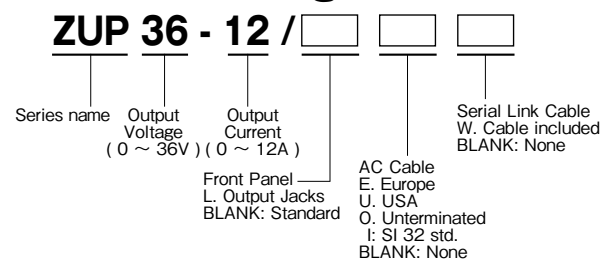 ZUP 36 - 12 /
Series name
Output
Voltage
( 0 ~ 36V )
Output
Current
( 0 ~ 12A )
Front Panel
L. Output Jacks
BLANK: Standard
AC Cable
E. Europe
U. USA
O. Unterminated
I: SI 32 std.
BLANK: None
Serial Link Cable
W. Cable included
BLANK: None